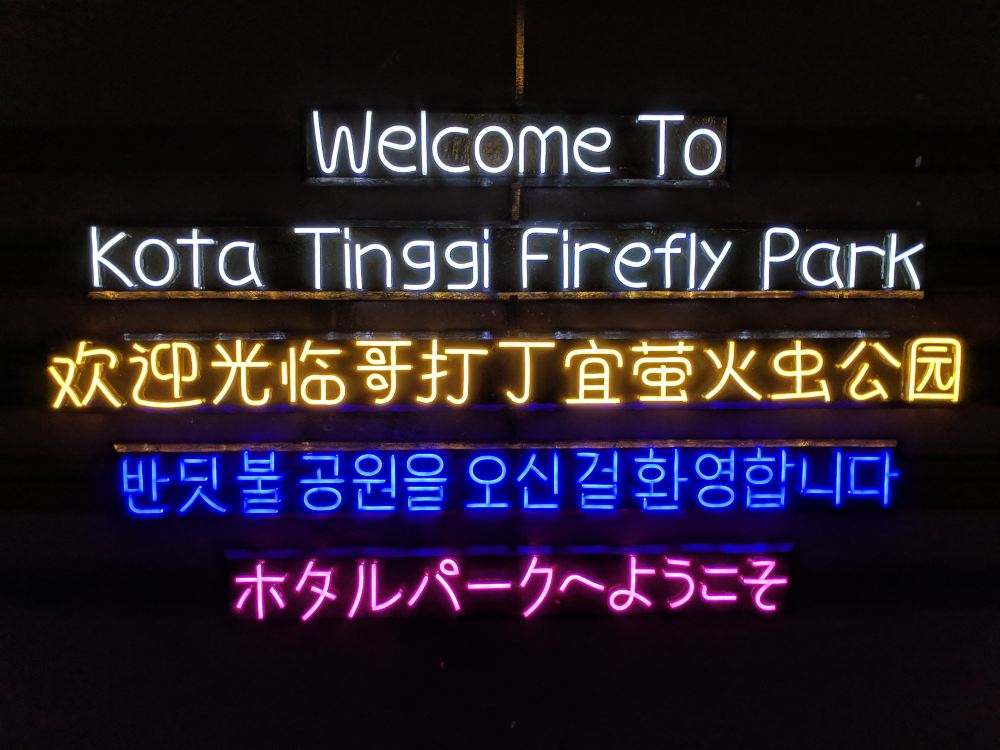 Welcome To
Kota Tinggi Firefly Park
欢迎光临哥打丁宜萤火虫公园
반딧불 공원을 오신걸 환영합니다
ホタルパークへようこそ